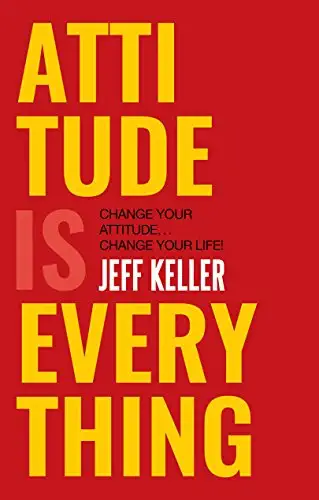 ATTI
TUDE
IS
CHANGE YOUR
ATTITUDE...
CHANGE YOUR LIFE!
JEFF KELLER
EVERY
THING